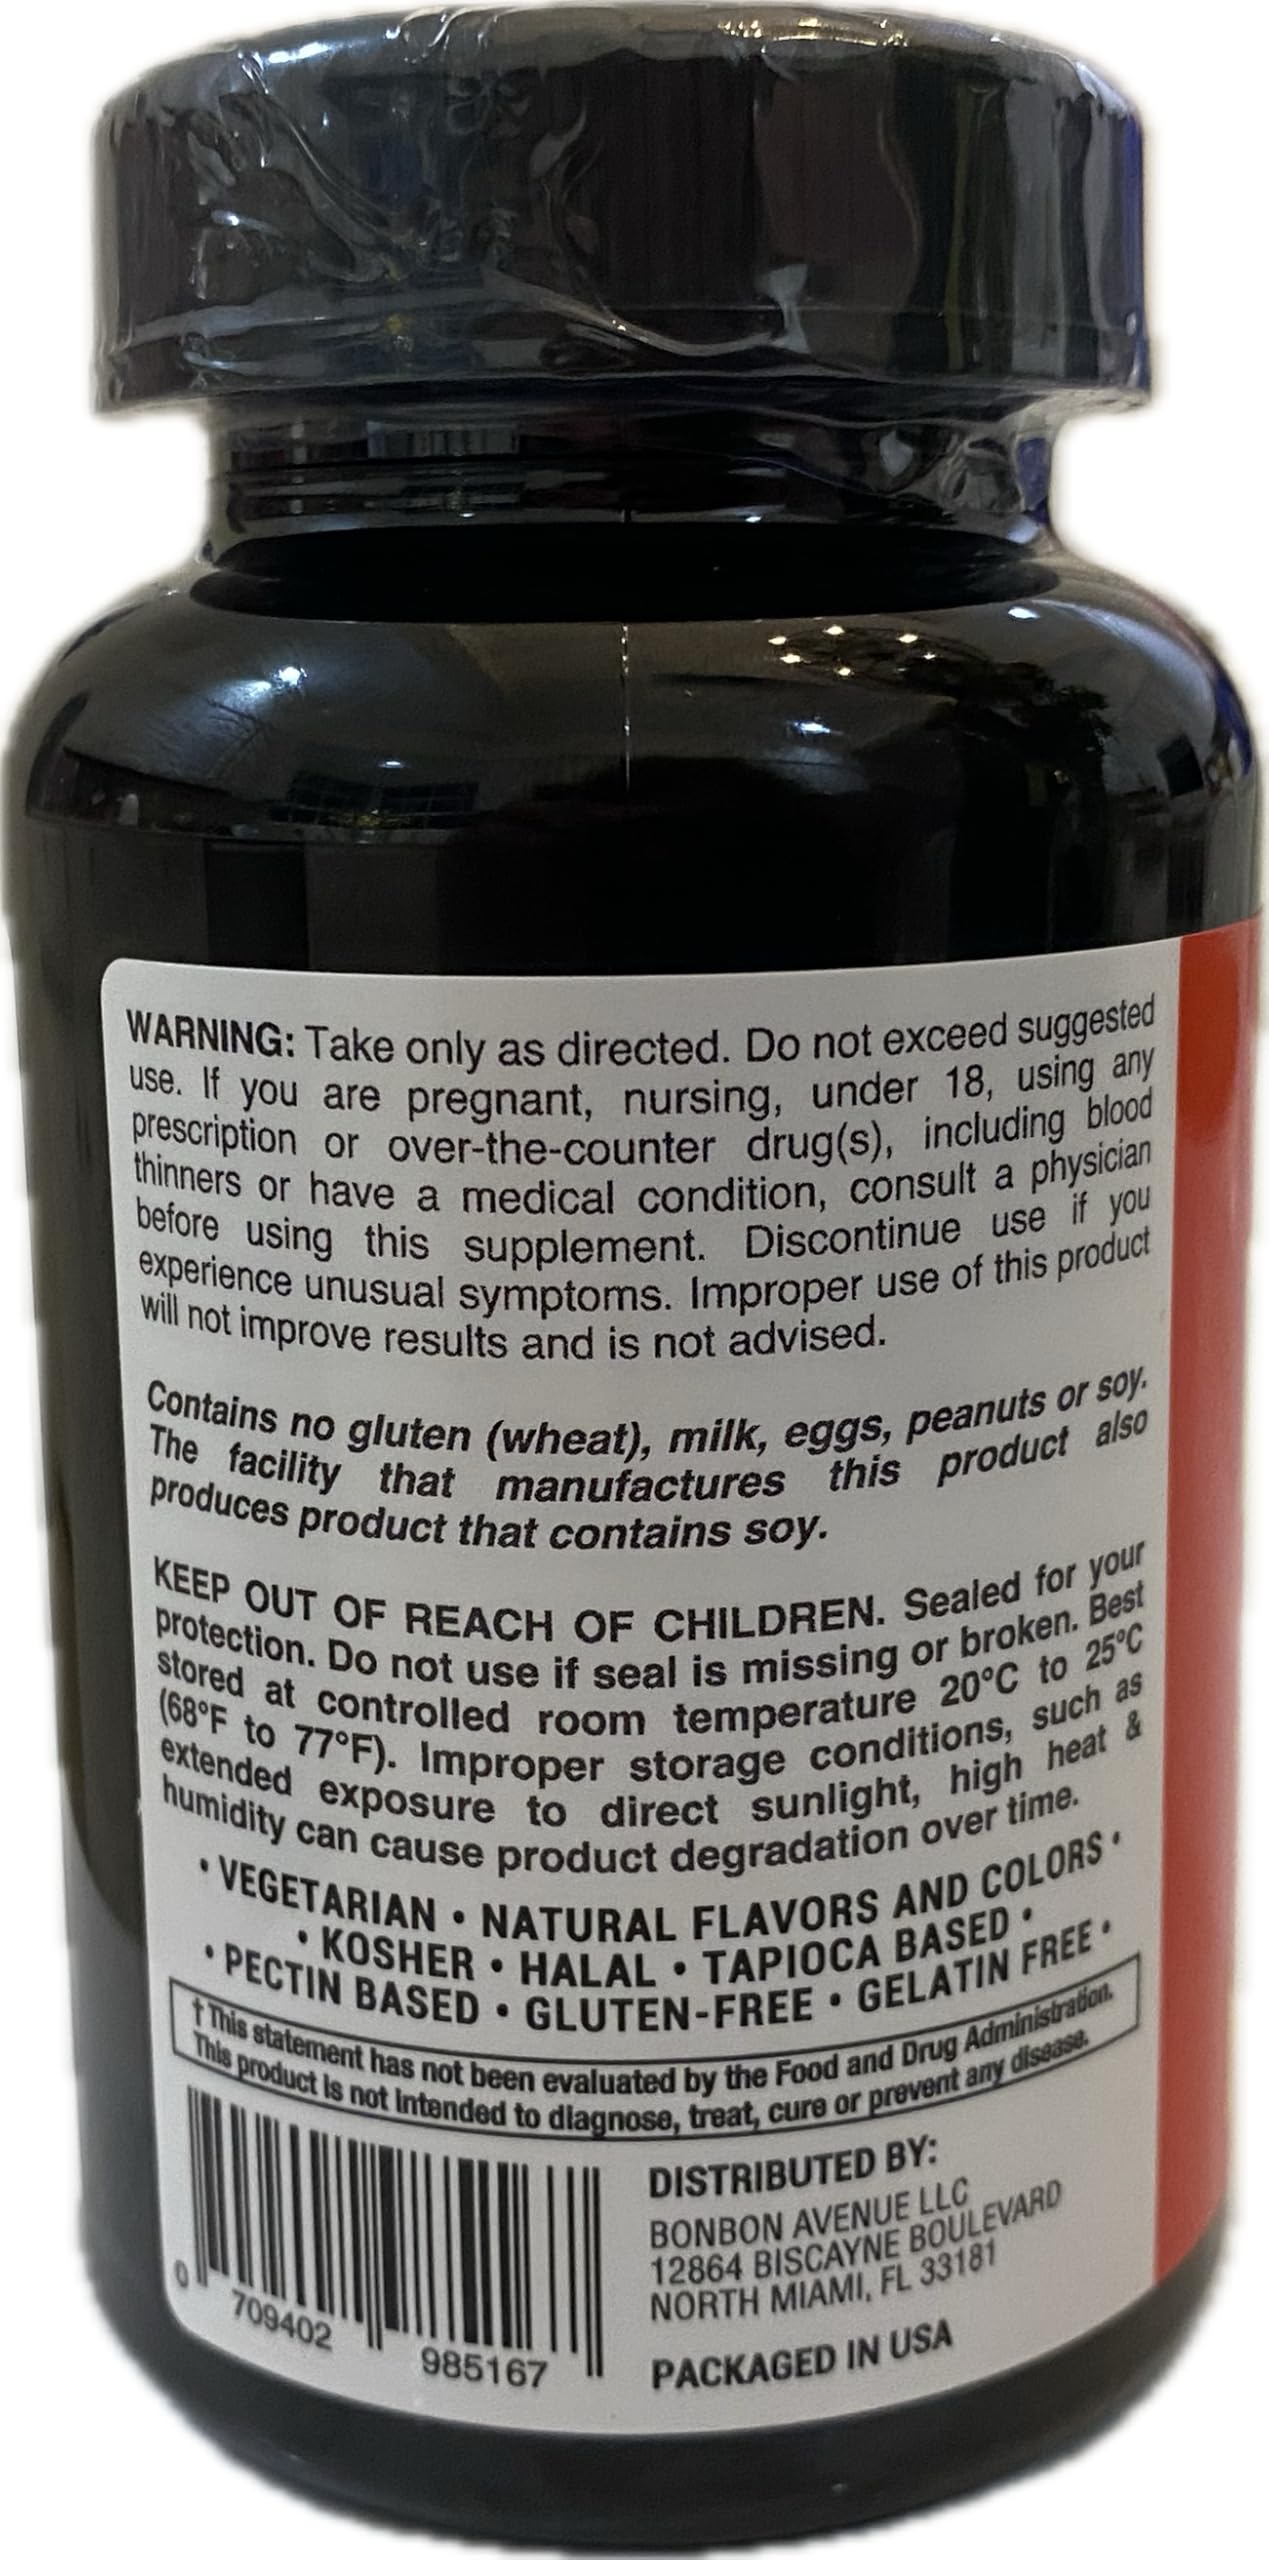 WARNING: Take only as directed. Do not exceed suggested
use. If you are pregnant, nursing, under 18, using any
prescription or over-the-counter drug(s), including blood
thinners or have a medical condition, consult a physician
before using this supplement. Discontinue use if you
experience unusual symptoms. Improper use of this product
will not improve results and is not advised.
Contains no gluten (wheat), milk, eggs, peanuts or soy.
The facility that manufactures this product also
produces product that contains soy.
KEEP OUT OF REACH OF CHILDREN. Sealed for your
protection. Do not use if seal is missing or broken. Best
stored at controlled room temperature 20°C to 25°C
(68°F to 77°F). Improper storage conditions, such as
extended exposure to direct sunlight, high heat &
humidity can cause product degradation over time.
• VEGETARIAN • NATURAL FLAVORS AND COLORS •
• KOSHER • HALAL • TAPIOCA BASED •
• PECTIN BASED • GLUTEN-FREE • GELATIN FREE •
† This statement has not been evaluated by the Food and Drug Administration.
This product is not intended to diagnose, treat, cure or prevent any disease.
0 709402 985167
DISTRIBUTED BY:
BONBON AVENUE LLC
12864 BISCAYNE BOULEVARD
NORTH MIAMI, FL 33181
PACKAGED IN USA